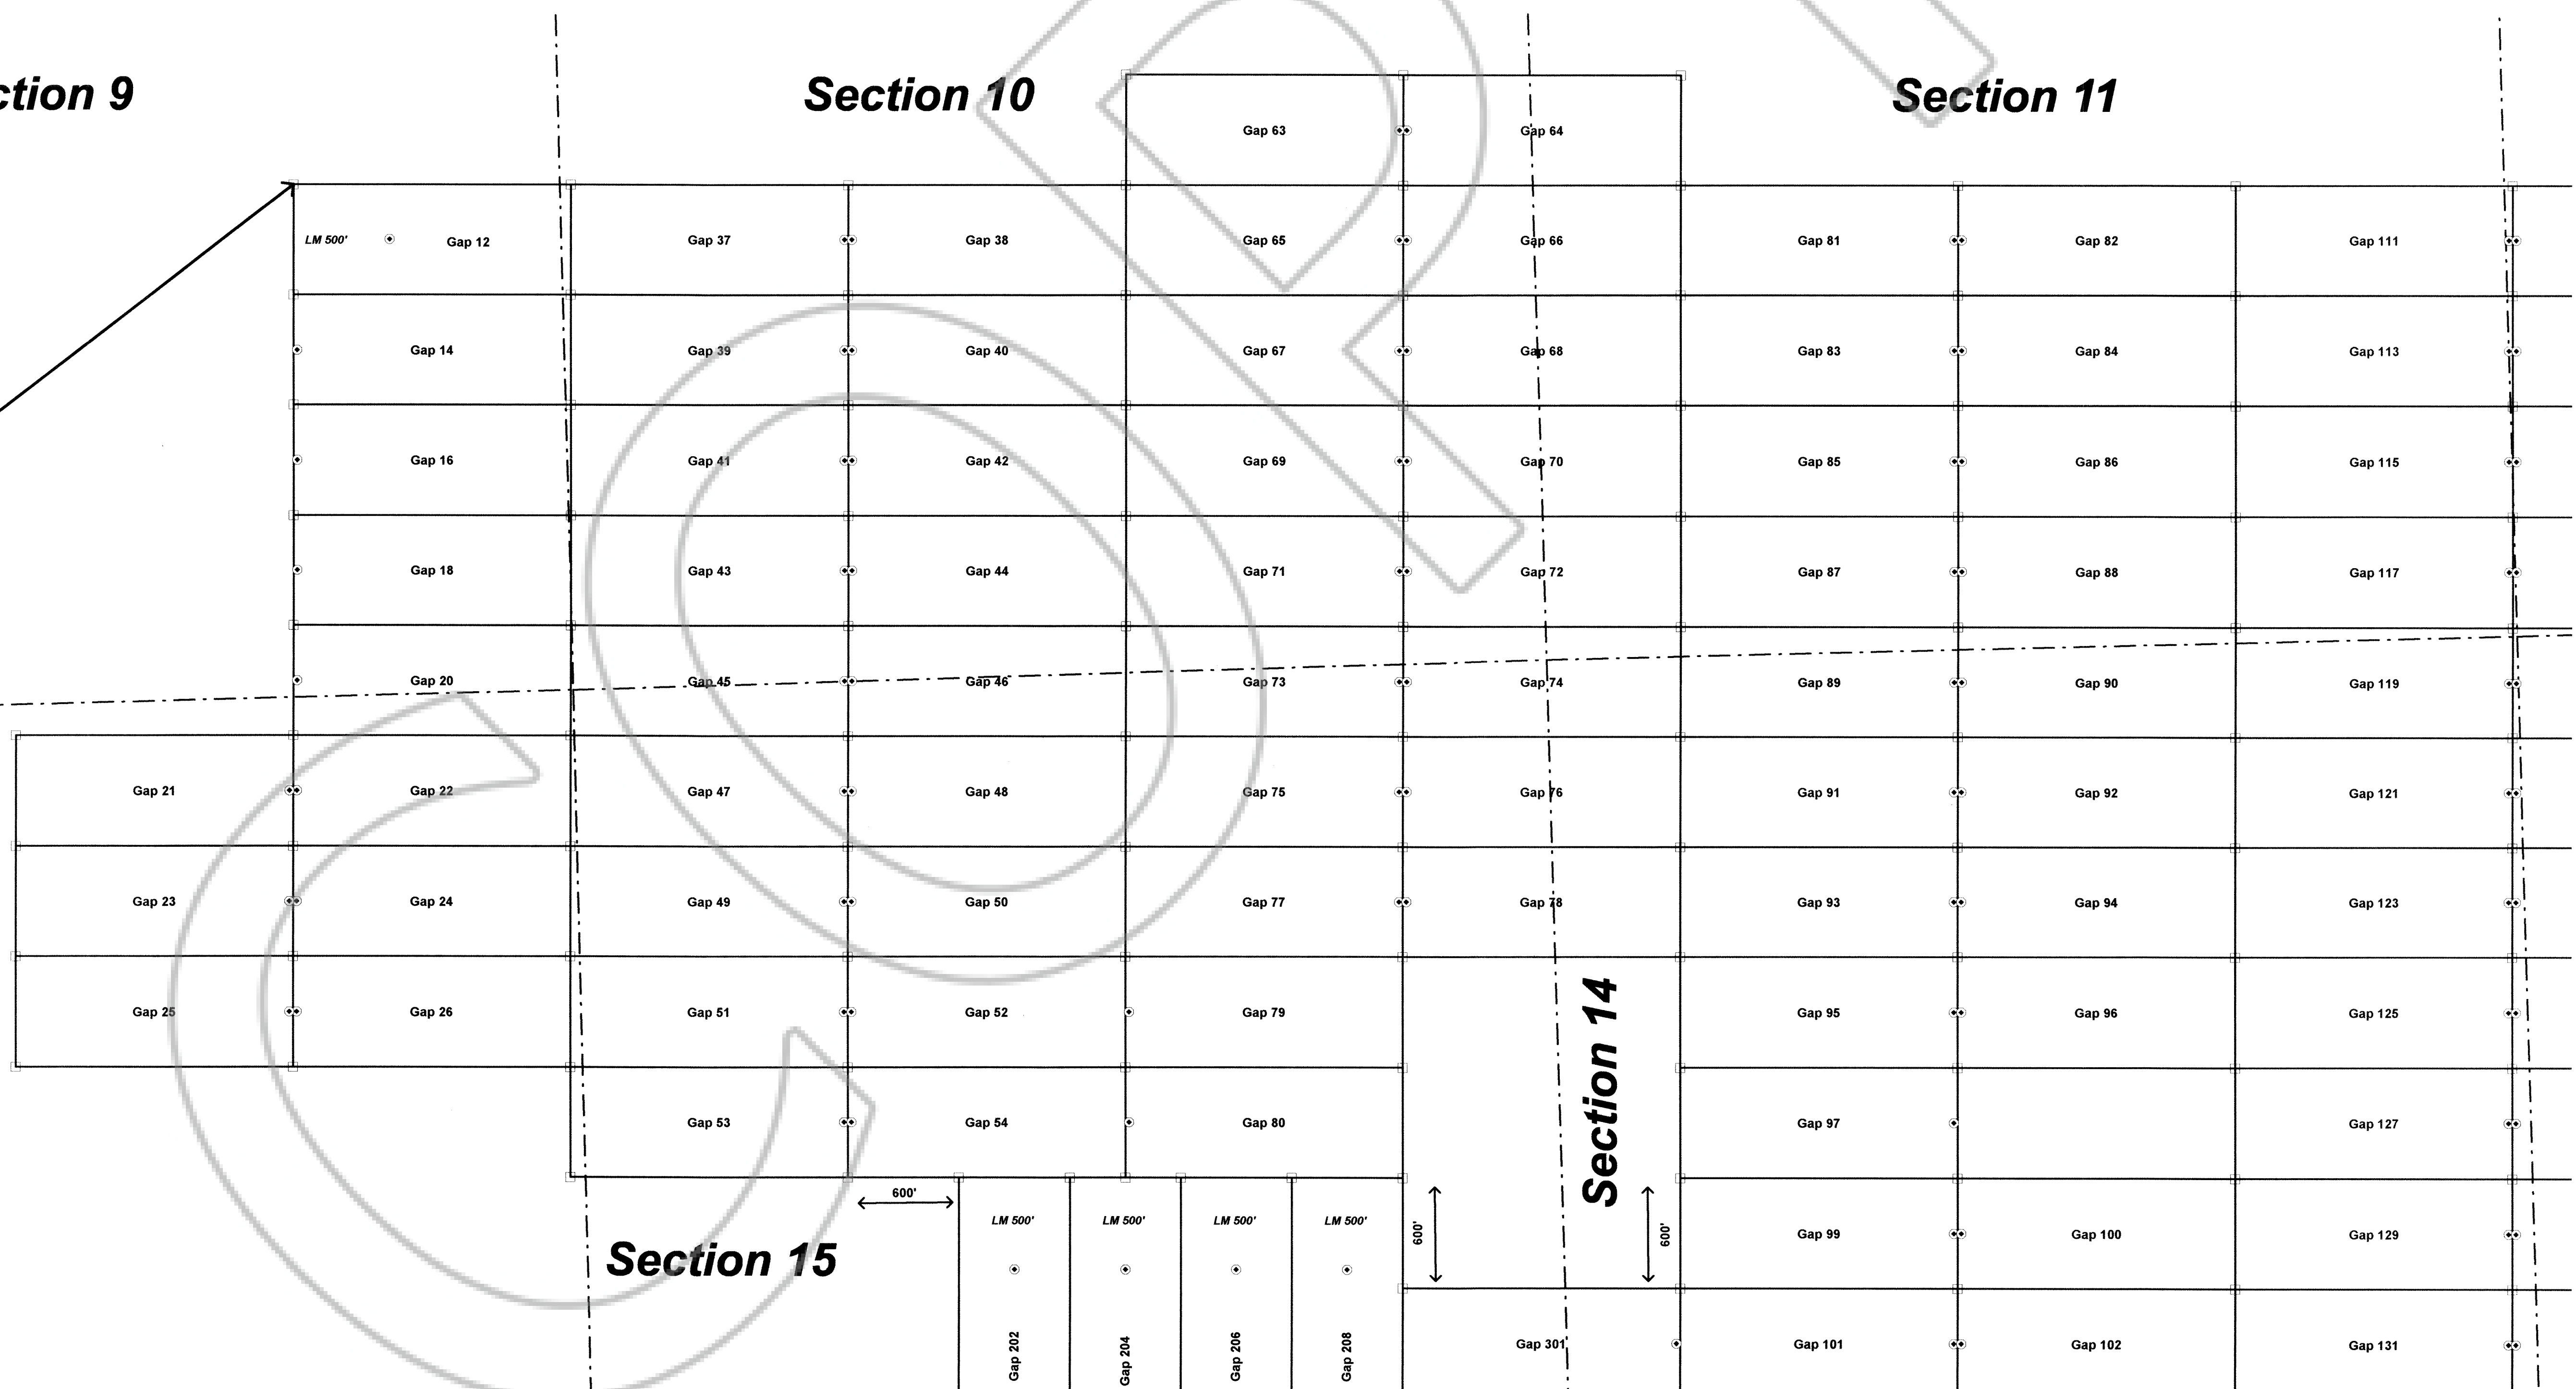 ction 9
Section 10
Section 11
Gap 63
Gap 64
LM 500'
Gap 12
Gap 37
Gap 38
Gap 65
Gap 66
Gap 81
Gap 82
Gap 111
Gap 14
Gap 39
Gap 40
Gap 67
Gap 68
Gap 83
Gap 84
Gap 113
Gap 16
Gap 41
Gap 42
Gap 69
Gap 70
Gap 85
Gap 86
Gap 115
Gap 18
Gap 43
Gap 44
Gap 71
Gap 72
Gap 87
Gap 88
Gap 117
Gap 20
Gap 45
Gap 46
Gap 73
Gap 74
Gap 89
Gap 90
Gap 119
Gap 21
Gap 22
Gap 47
Gap 48
Gap 75
Gap 76
Gap 91
Gap 92
Gap 121
Gap 23
Gap 24
Gap 49
Gap 50
Gap 77
Gap 78
Gap 93
Gap 94
Gap 123
Gap 25
Gap 26
Gap 51
Gap 52
Gap 79
Section 14
Gap 95
Gap 96
Gap 125
Gap 53
Gap 54
Gap 80
Gap 97
Gap 127
600'
LM 500'
LM 500'
LM 500'
LM 500'
600'
600'
Gap 99
Gap 100
Gap 129
Section 15
Gap 202
Gap 204
Gap 206
Gap 208
Gap 301
Gap 101
Gap 102
Gap 131
COP